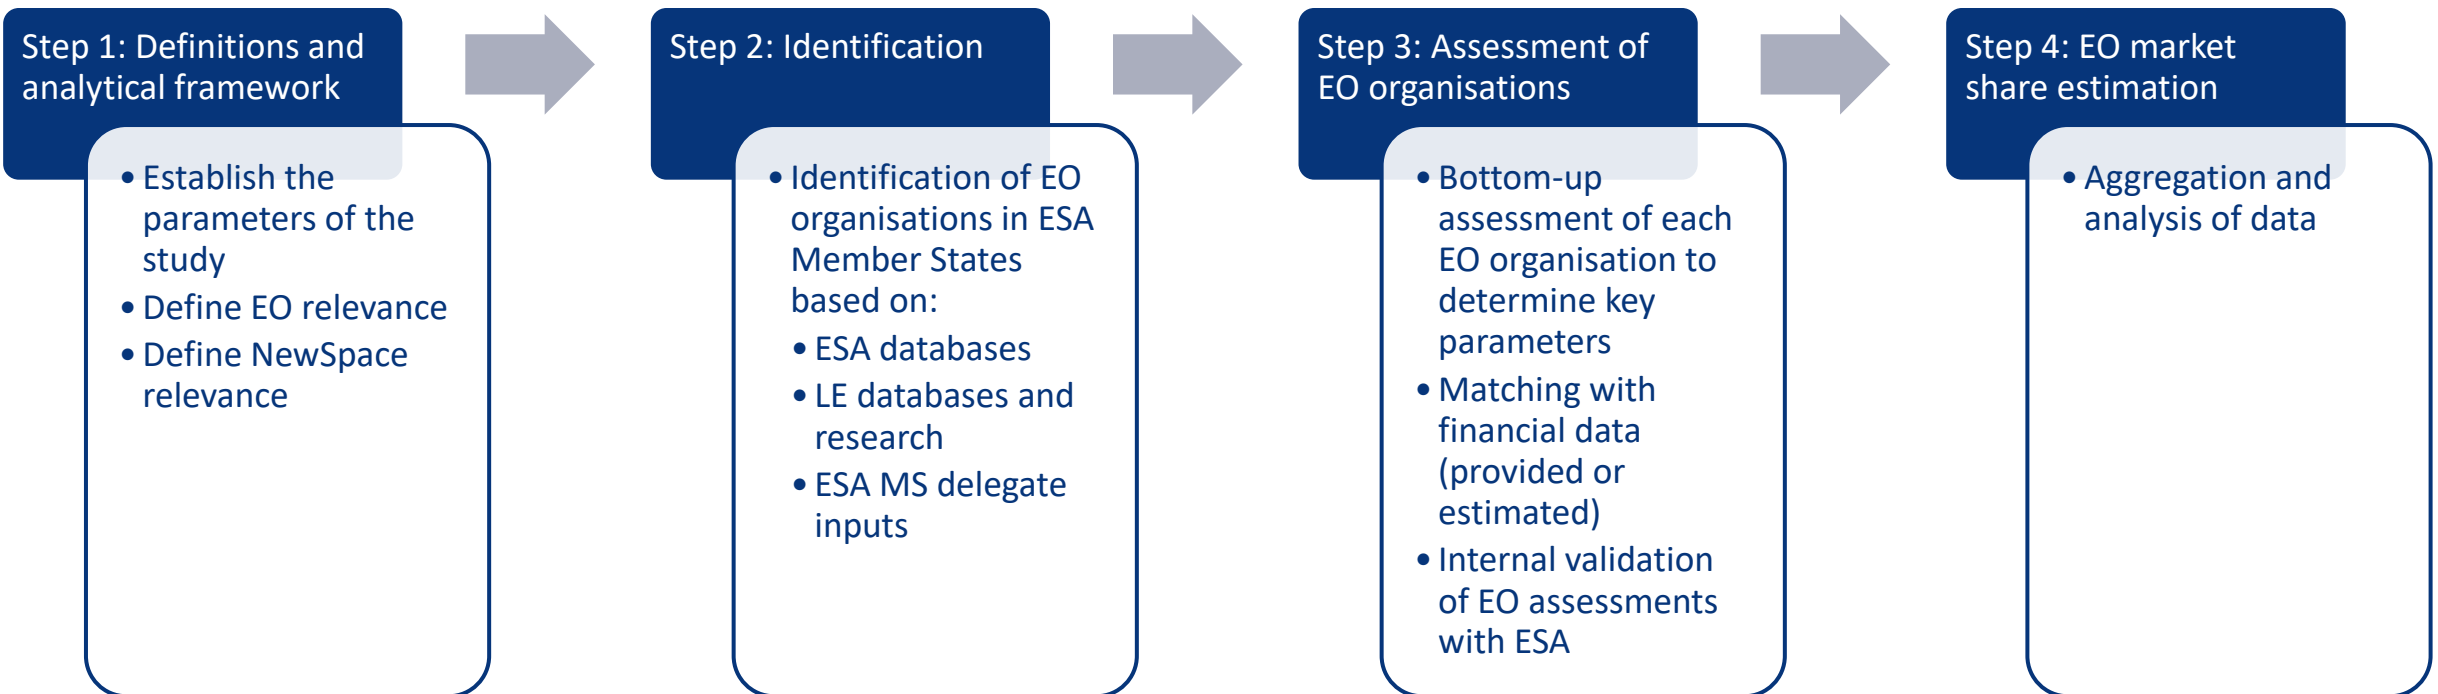 Step 1: Definitions and
analytical framework
• Establish the
parameters of the
study
• Define EO relevance
• Define NewSpace
relevance
Step 2: Identification
• Identification of EO
organisations in ESA
Member States
based on:
• ESA databases
• LE databases and
research
• ESA MS delegate
inputs
Step 3: Assessment of
EO organisations
• Bottom-up
assessment of each
EO organisation to
determine key
parameters
• Matching with
financial data
(provided or
estimated)
• Internal validation
of EO assessments
with ESA
Step 4: EO market
share estimation
• Aggregation and
analysis of data